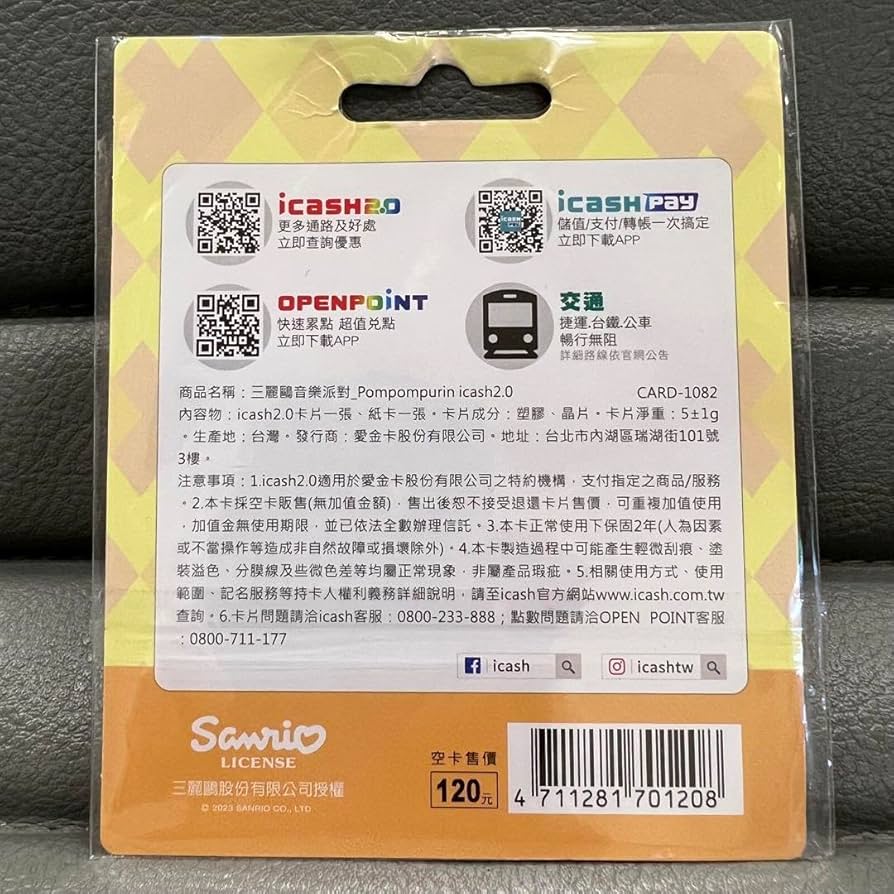 icash2.0
更多通路及好處
立即查詢優惠
icash Pay
儲值/支付/轉帳一次搞定
立即下載APP
OPENPOINT
快速累點 超值兌點
立即下載APP
交通
捷運.台鐵.公車
暢行無阻
詳細路線依官網公告
商品名稱：三麗鷗音樂派對_Pompompurin icash2.0 CARD-1082
內容物：icash2.0卡片一張、紙卡一張。卡片成分：塑膠、晶片。卡片淨重：5±1g
。生產地：台灣。發行商：愛金卡股份有限公司。地址：台北市內湖區瑞湖街101號
3樓。
注意事項：1.icash2.0適用於愛金卡股份有限公司之特約機構，支付指定之商品/服務
。2.本卡採空卡販售(無加值金額)，售出後恕不接受退還卡片售價，可重複加值使用
，加值金無使用期限，並已依法全數辦理信託。3.本卡正常使用下保固2年(人為因素
或不當操作等造成非自然故障或損壞除外)。4.本卡製造過程中可能產生輕微刮痕、塗
裝溢色、分膜線及些微色差等均屬正常現象，非屬產品瑕疵。5.相關使用方式、使用
範圍、記名服務等持卡人權利義務詳細說明，請至icash官方網站www.icash.com.tw
查詢。6.卡片問題請洽icash客服：0800-233-888；點數問題請洽OPEN POINT客服
：0800-711-177
icash
icashtw
Sanrio
LICENSE
三麗鷗股份有限公司授權
© 2023 SANRIO CO., LTD
空卡售價
120元
4 711281 701208